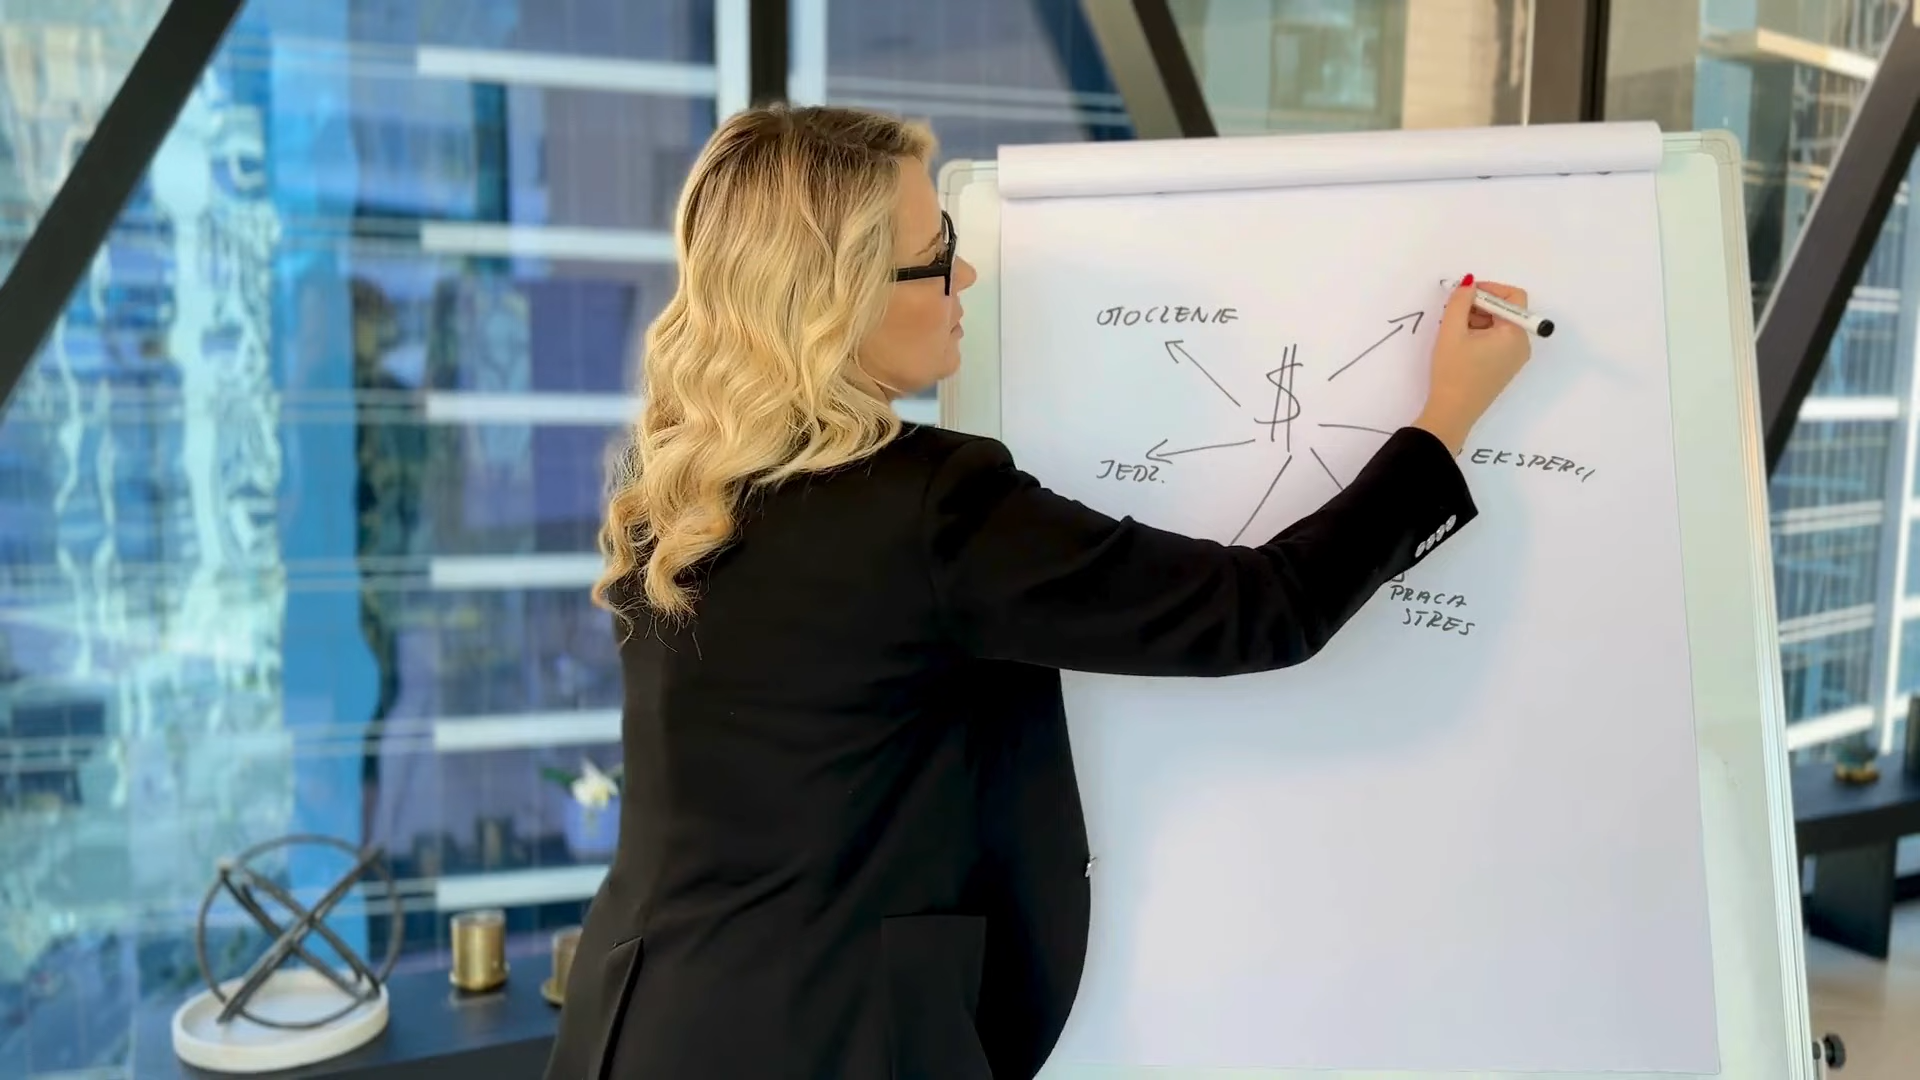 OTOCZENIE
$
JEDZ.
EKSPERCI
PRACA
STRES